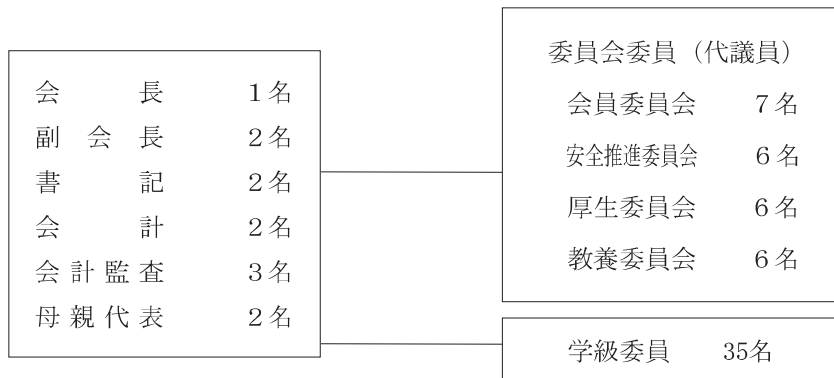 会長 1名
副会長 2名
書記 2名
会計 2名
会計監査 3名
母親代表 2名
委員会委員（代議員）
会員委員会 7名
安全推進委員会 6名
厚生委員会 6名
教養委員会 6名
学級委員 35名